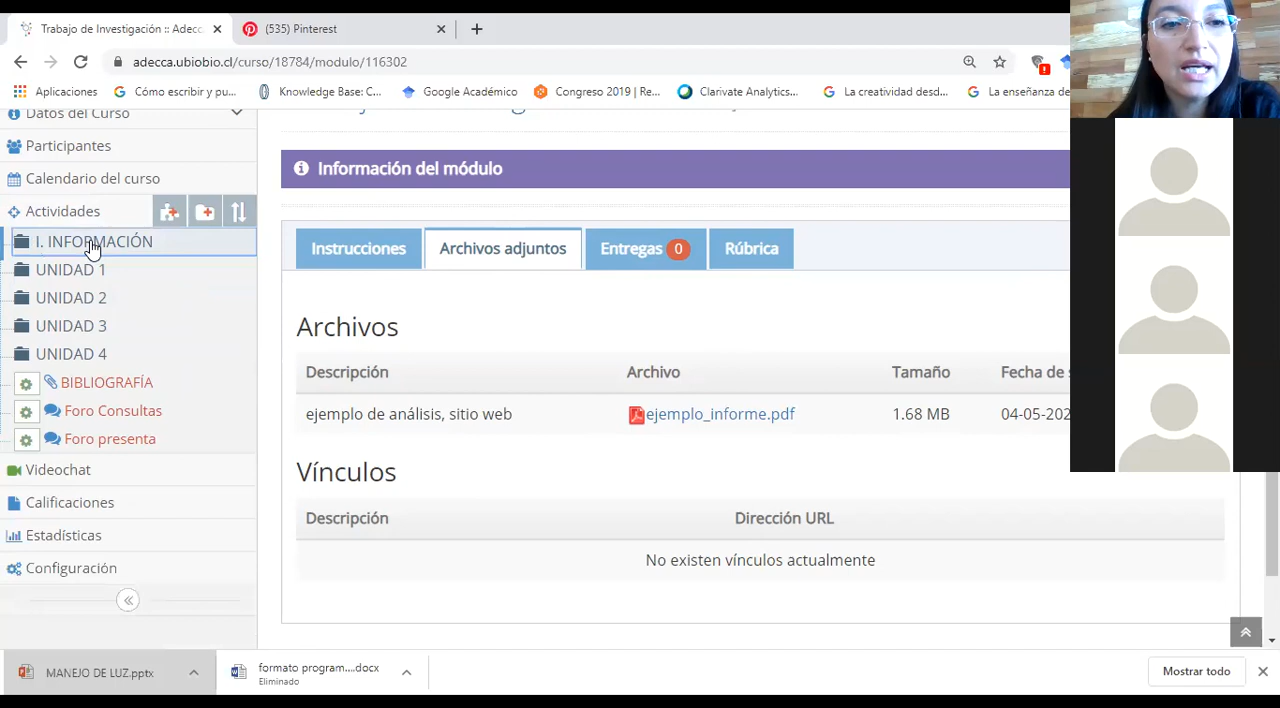 Trabajo de Investigación :: Adecc
(535) Pinterest
adecca.ubiobio.cl/curso/18784/modulo/116302
Aplicaciones
Cómo escribir y pu...
Knowledge Base: C...
Google Académico
Congreso 2019 | Re...
Clarivate Analytics...
La creatividad desd...
La enseñanza de
Datos del Curso
Participantes
Calendario del curso
Actividades
I. INFORMACIÓN
UNIDAD 1
UNIDAD 2
UNIDAD 3
UNIDAD 4
BIBLIOGRAFÍA
Foro Consultas
Foro presenta
Videochat
Calificaciones
Estadísticas
Configuración
Información del módulo
Instrucciones
Archivos adjuntos
Entregas 0
Rúbrica
Archivos
Descripción Archivo Tamaño Fecha de
ejemplo de análisis, sitio web ejemplo_informe.pdf 1.68 MB 04-05-202
Vínculos
Descripción Dirección URL
No existen vínculos actualmente
MANEJO DE LUZ.pptx
formato program....docx
Eliminado
Mostrar todo